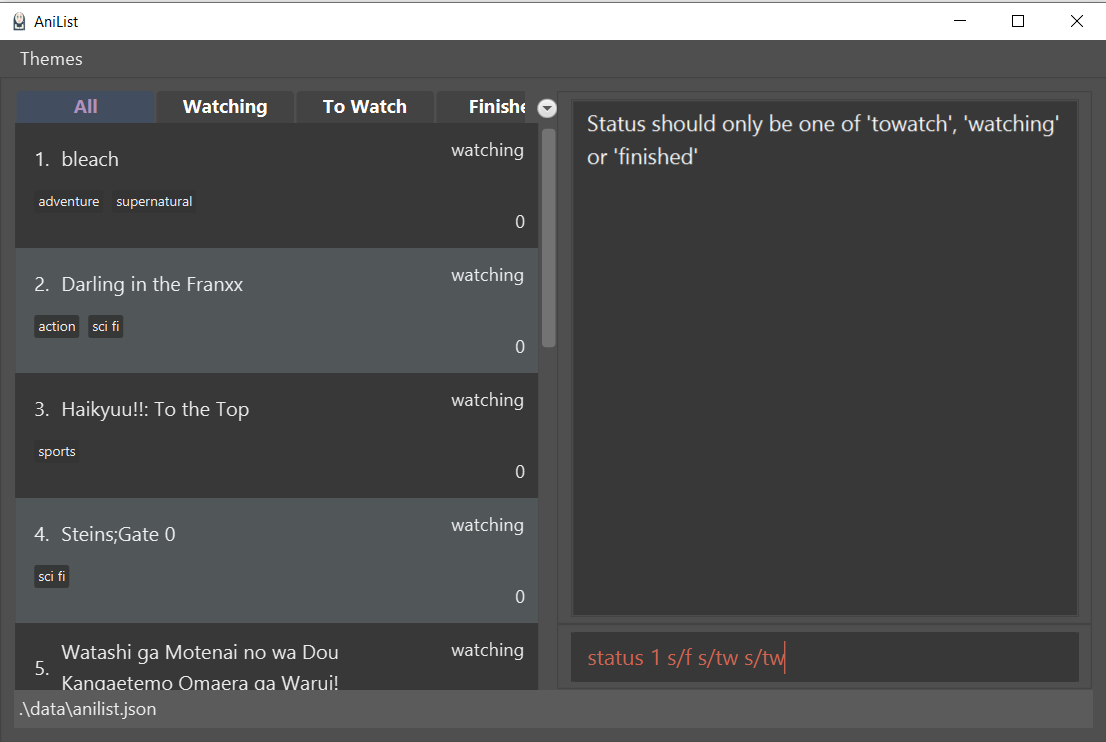 AniList
Themes
All
Watching
To Watch
Finishe
1. bleach
watching
adventure
supernatural
0
2. Darling in the Franxx
watching
action
sci fi
0
3. Haikyuu!!: To the Top
watching
sports
0
4. Steins;Gate 0
watching
sci fi
0
5.
Watashi ga Motenai no wa Dou
Kangaetemo Omaera ga Warui!
watching
Status should only be one of 'towatch', 'watching'
or 'finished'
status 1 s/f s/tw s/tw
.\data\anilist.json